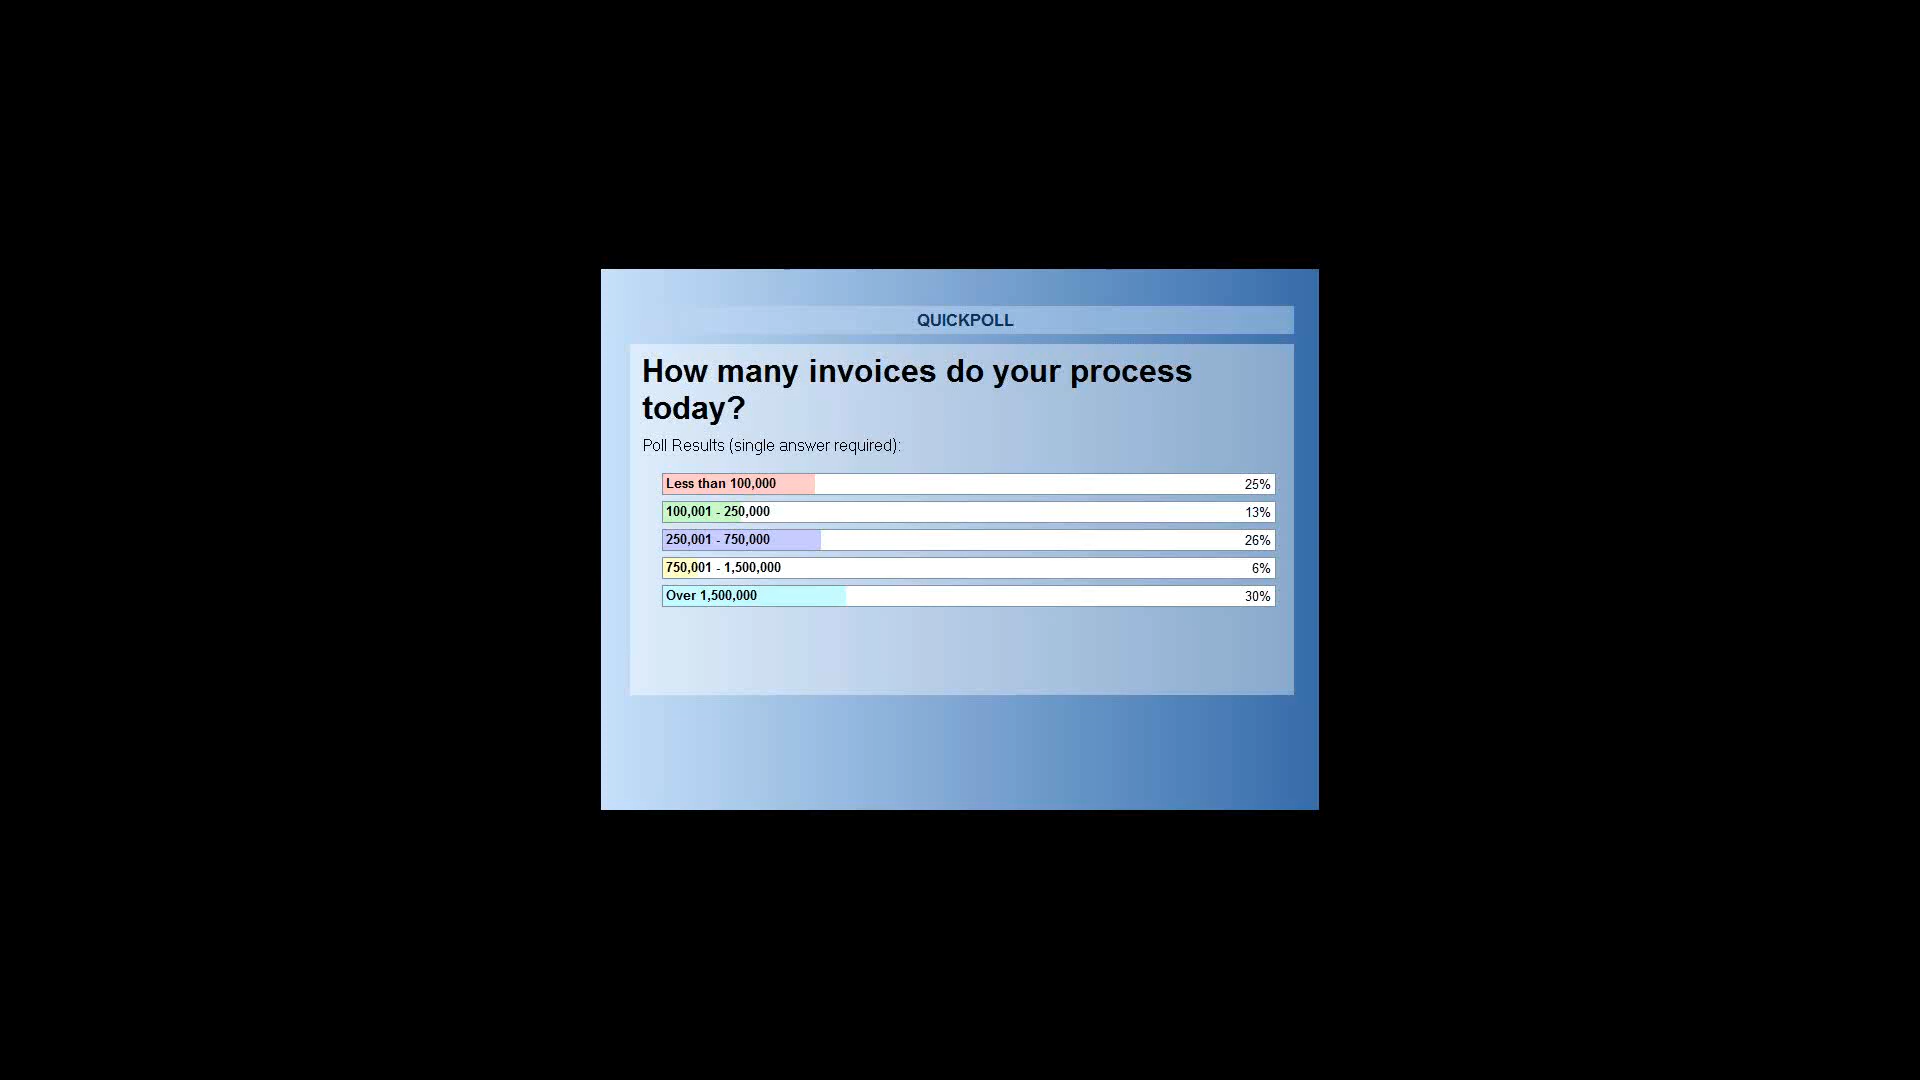 QUICKPOLL
How many invoices do your process
today?
Poll Results (single answer required):
Less than 100,000 25%
100,001 - 250,000 13%
250,001 - 750,000 26%
750,001 - 1,500,000 6%
Over 1,500,000 30%